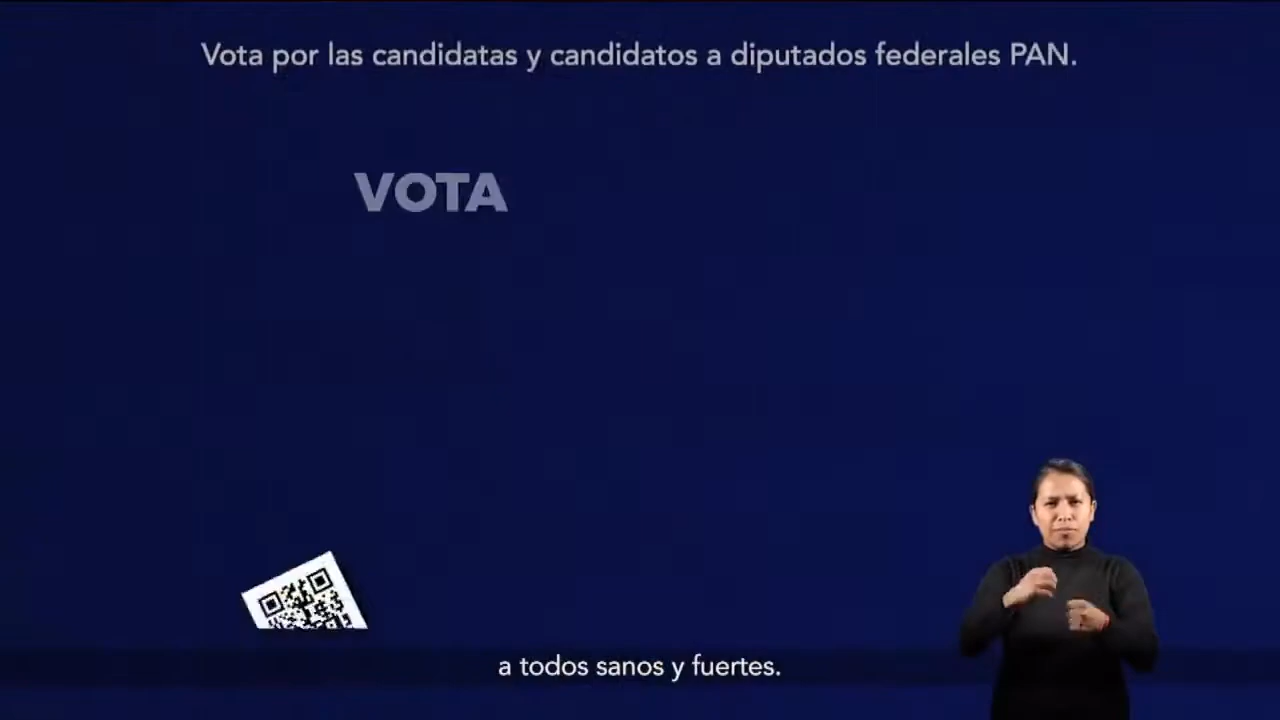 Vota por las candidatas y candidatos a diputados federales PAN.
VOTA
a todos sanos y fuertes.